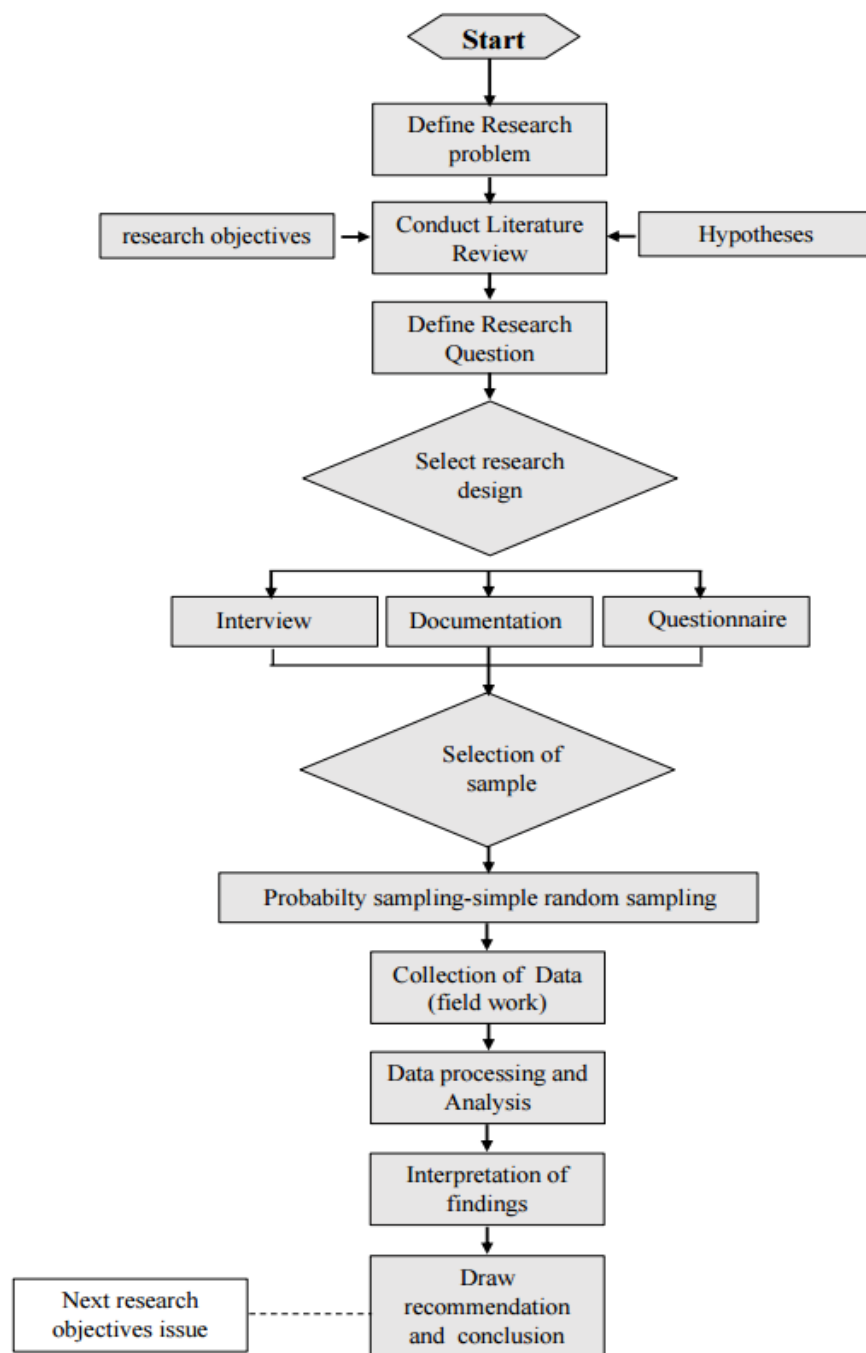 Start
Define Research
problem
research objectives
Conduct Literature
Review
Hypotheses
Define Research
Question
Select research
design
Interview
Documentation
Questionnaire
Selection of
sample
Probabilty sampling-simple random sampling
Collection of Data
(field work)
Data processing and
Analysis
Interpretation of
findings
Draw
recommendation
and conclusion
Next research
objectives issue